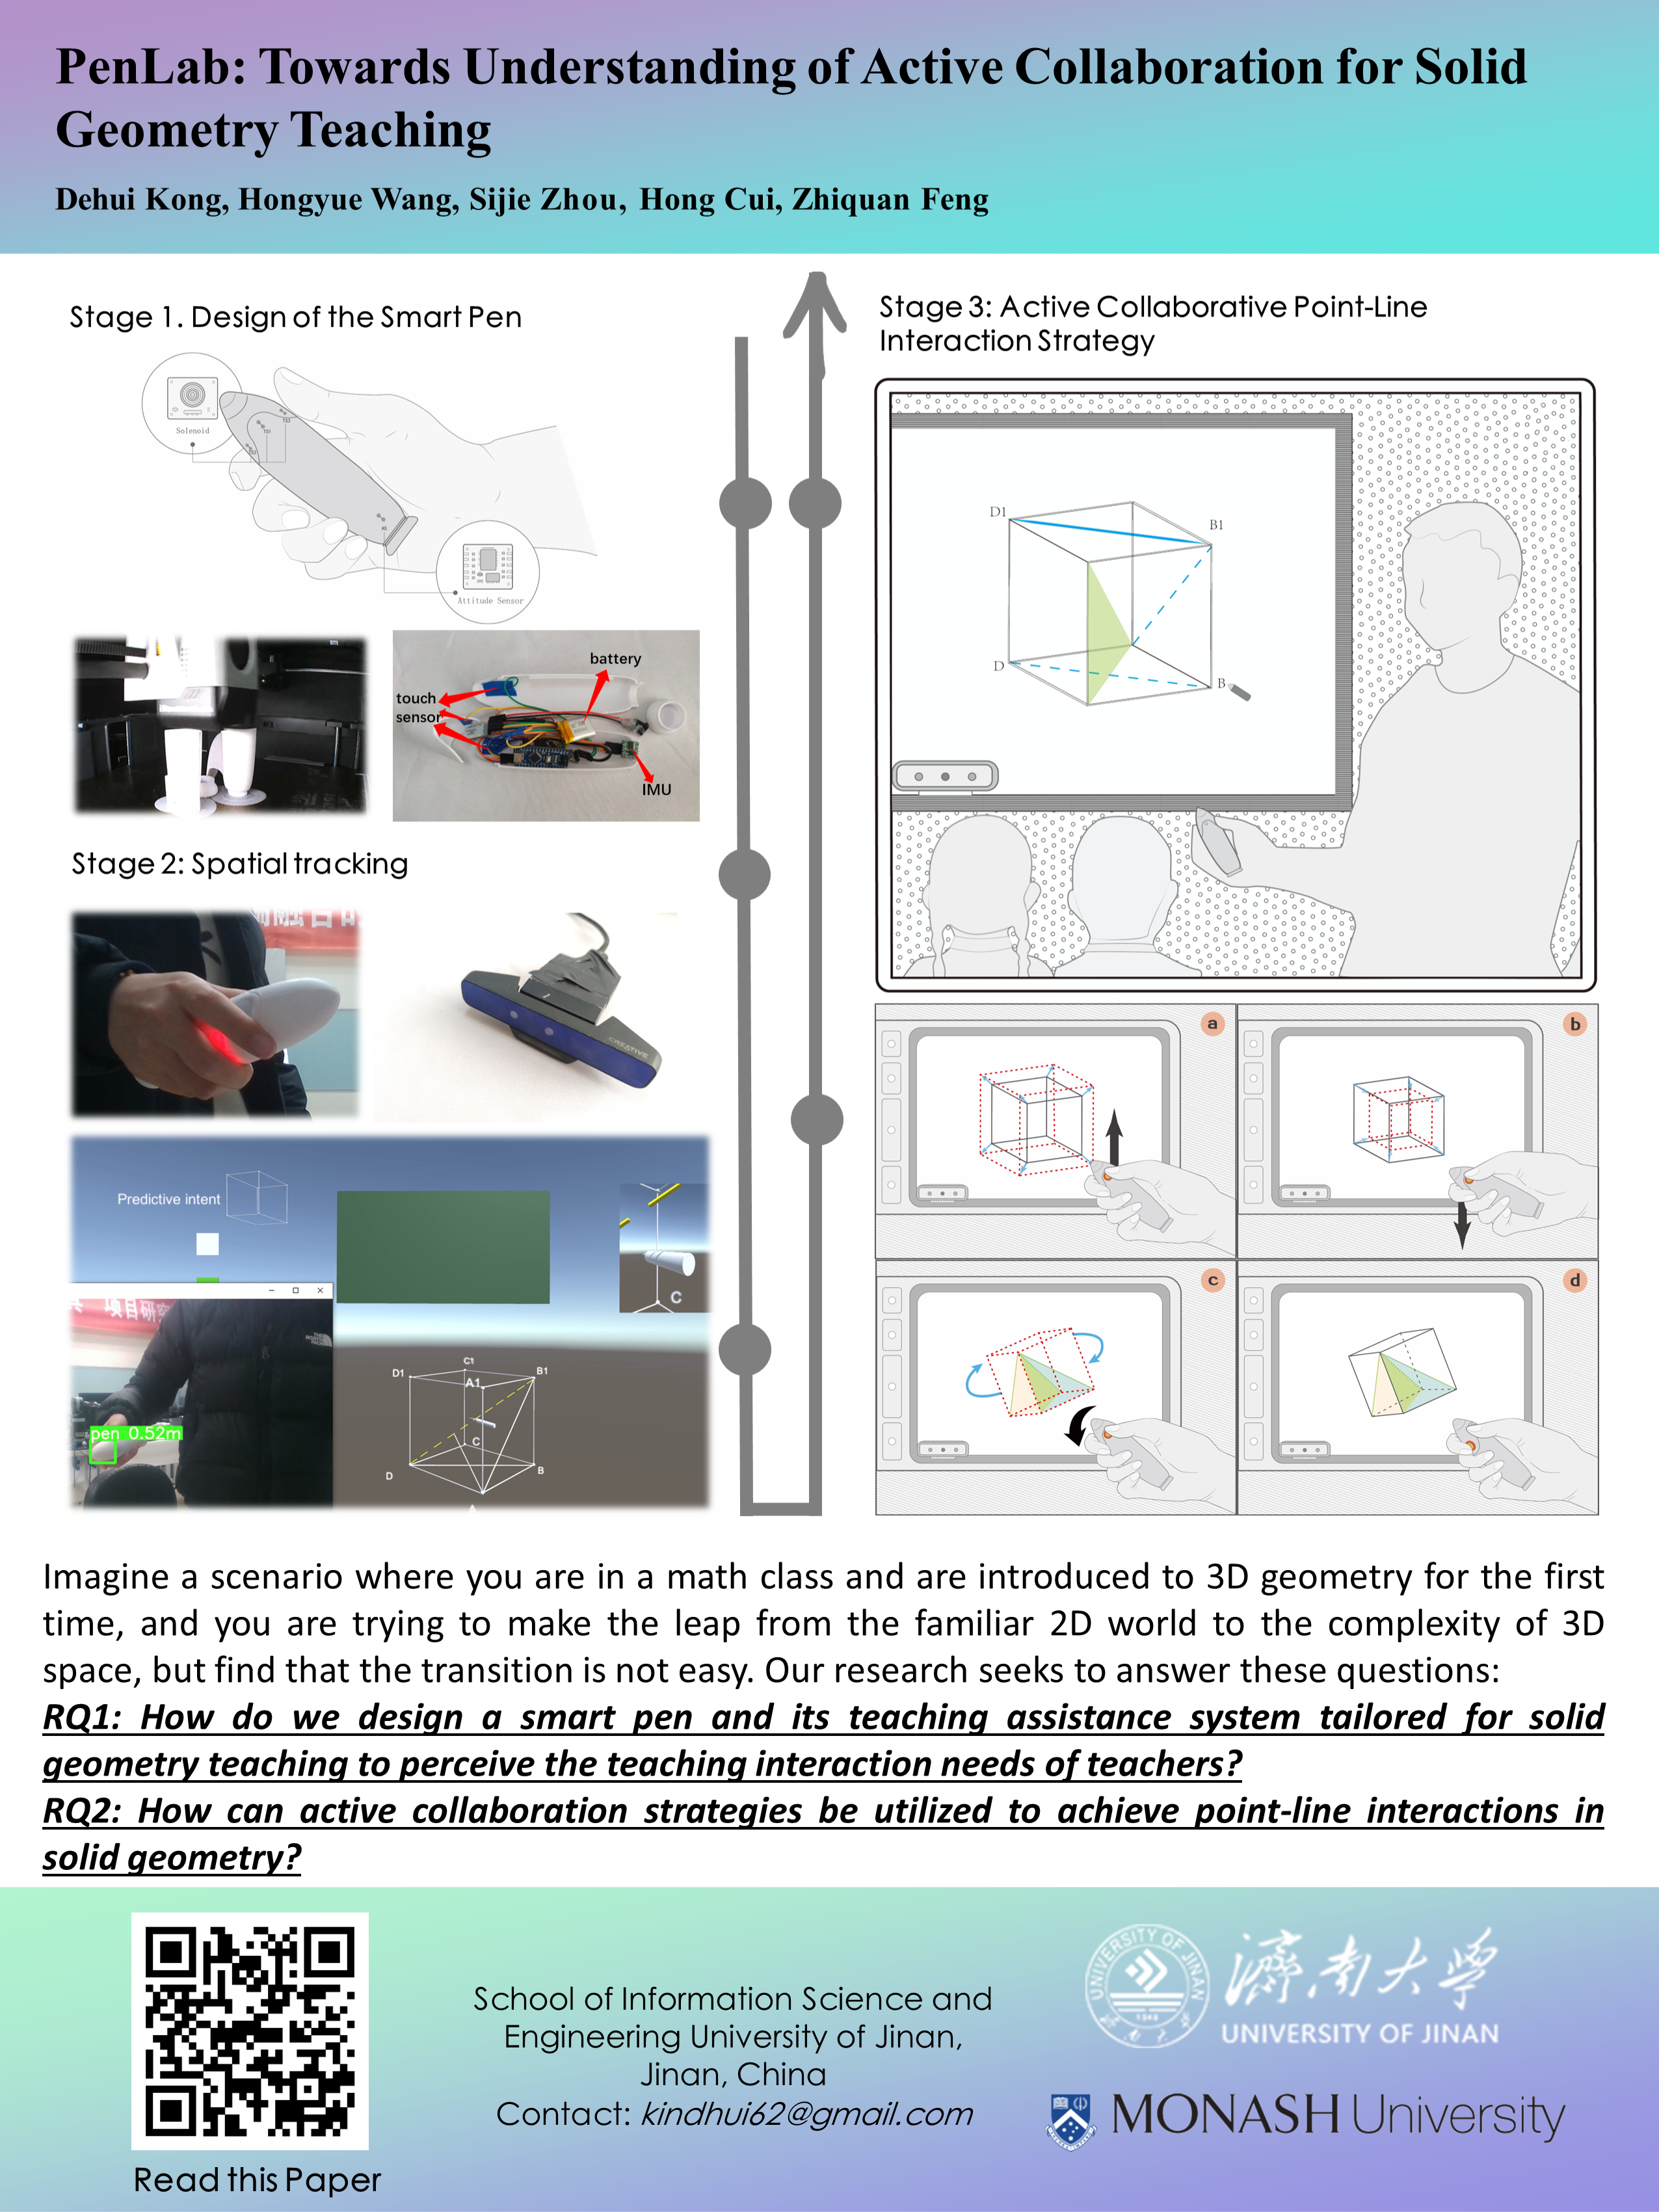 PenLab: Towards Understanding of Active Collaboration for Solid
Geometry Teaching
Dehui Kong, Hongyue Wang, Sijie Zhou, Hong Cui, Zhiquan Feng
Stage 1. Design of the Smart Pen
Solenoid
Attitude Sensor
touch
sensor
battery
IMU
Stage 2: Spatial tracking
CREATIVE
Predictive intent
C
项目研究
pen 0.52m
D1
C1
A1
B1
C
D
B
A
Stage 3: Active Collaborative Point-Line
Interaction Strategy
D1
B1
D
B
a
b
c
d
Imagine a scenario where you are in a math class and are introduced to 3D geometry for the first
time, and you are trying to make the leap from the familiar 2D world to the complexity of 3D
space, but find that the transition is not easy. Our research seeks to answer these questions:
RQ1: How do we design a smart pen and its teaching assistance system tailored for solid
geometry teaching to perceive the teaching interaction needs of teachers?
RQ2: How can active collaboration strategies be utilized to achieve point-line interactions in
solid geometry?
Read this Paper
School of Information Science and
Engineering University of Jinan,
Jinan, China
Contact: kindhui62@gmail.com
UNIVERSITY OF JINAN
1948
濟南大学
UNIVERSITY OF JINAN
MONASH University